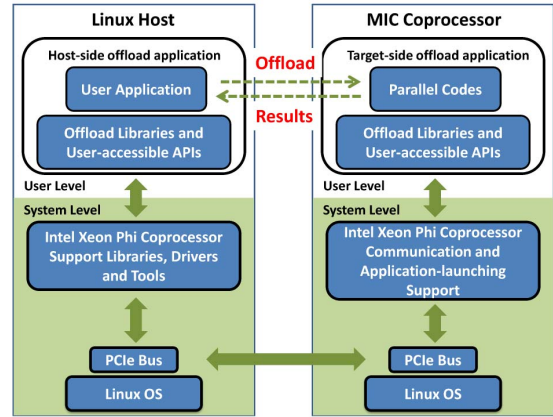 Linux Host
Host-side offload application
User Application
Offload Libraries and
User-accessible APIs
User Level
System Level
Intel Xeon Phi Coprocessor
Support Libraries, Drivers
and Tools
PCIe Bus
Linux OS
Offload
Results
MIC Coprocessor
Target-side offload application
Parallel Codes
Offload Libraries and
User-accessible APIs
User Level
System Level
Intel Xeon Phi Coprocessor
Communication and
Application-launching
Support
PCIe Bus
Linux OS